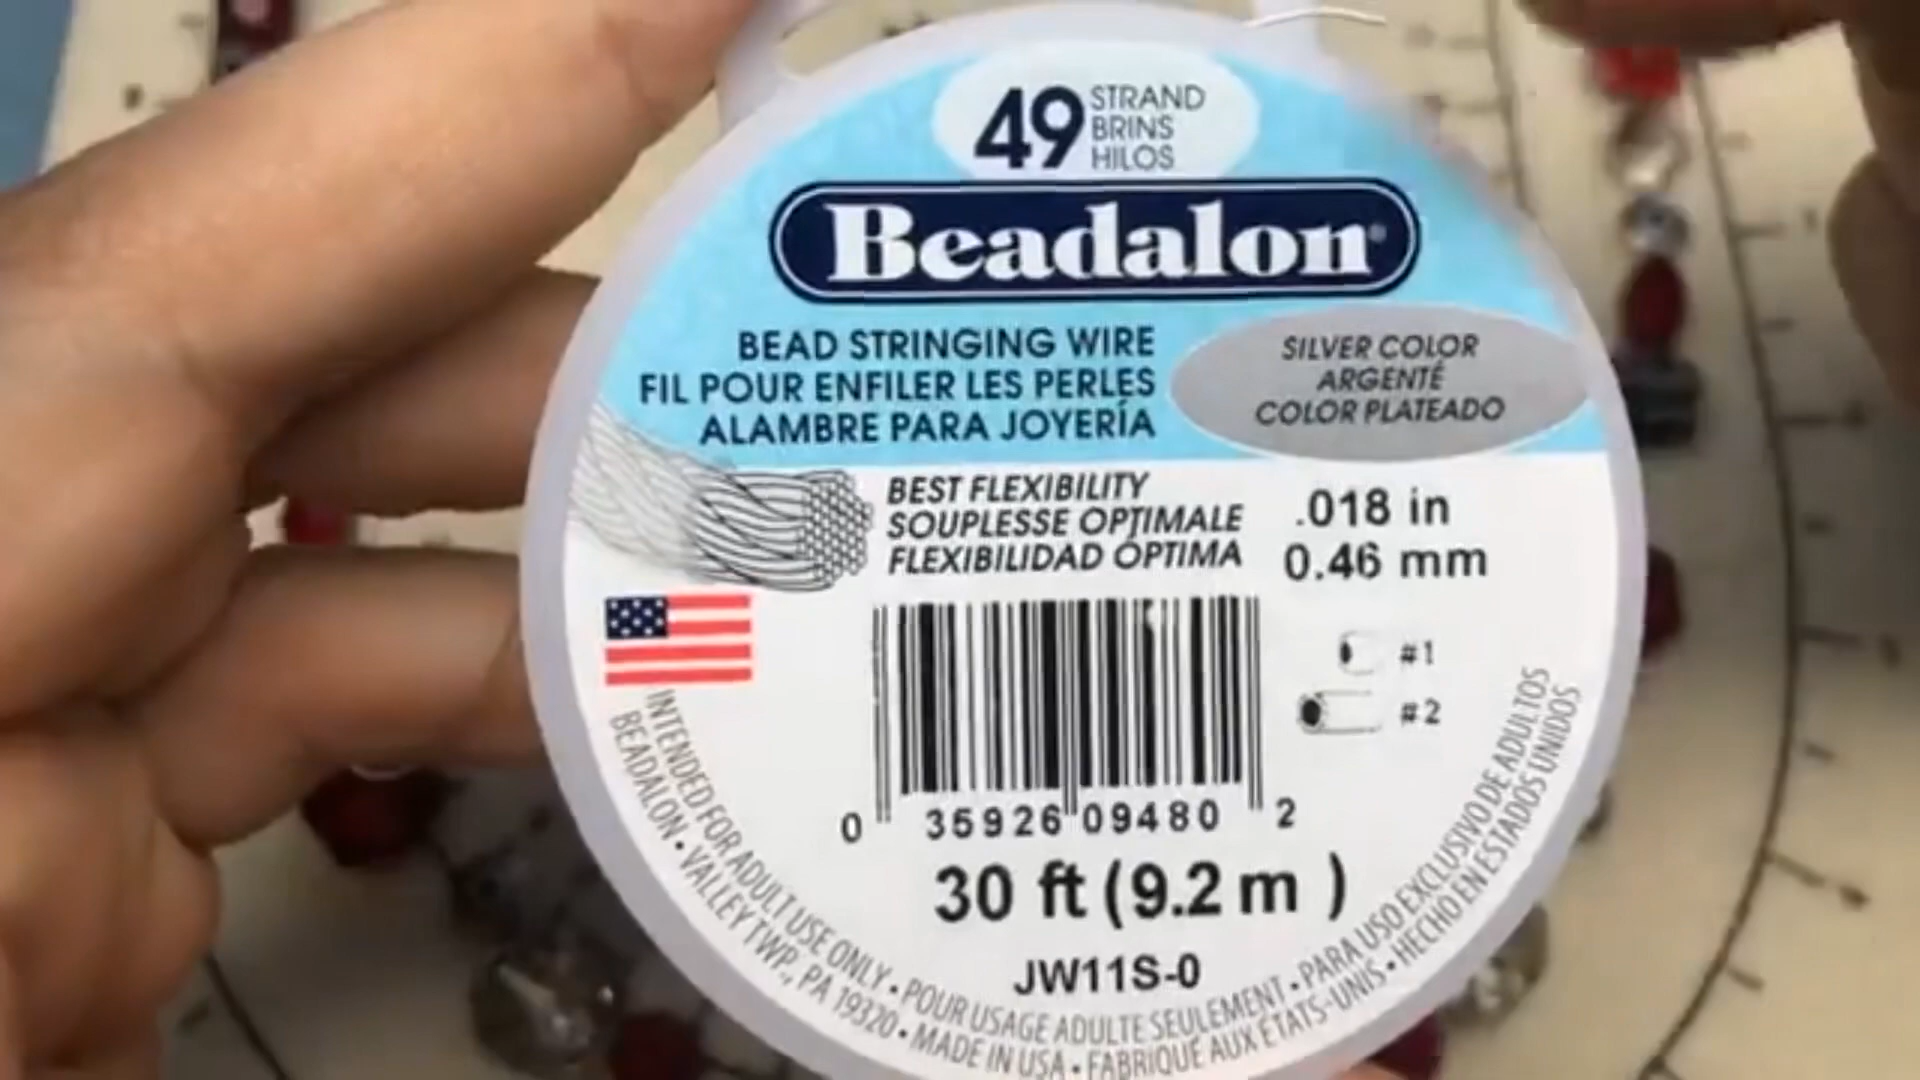 49 STRAND
BRINS
HILOS
Beadalon®
BEAD STRINGING WIRE
FIL POUR ENFILER LES PERLES
ALAMBRE PARA JOYERÍA
SILVER COLOR
ARGENTÉ
COLOR PLATEADO
BEST FLEXIBILITY
SOUPLESSE OPTIMALE
FLEXIBILIDAD ÓPTIMA
.018 in
0.46 mm
#1
#2
0 35926 09480 2
30 ft (9.2 m )
JW11S-0
INTENDED FOR ADULT USE ONLY • POUR USAGE ADULTE SEULEMENT • PARA USO EXCLUSIVO DE ADULTOS
BEADALON • VALLEY TWP., PA 19320 • MADE IN USA • FABRIQUÉ AUX ÉTATS-UNIS • HECHO EN ESTADOS UNIDOS